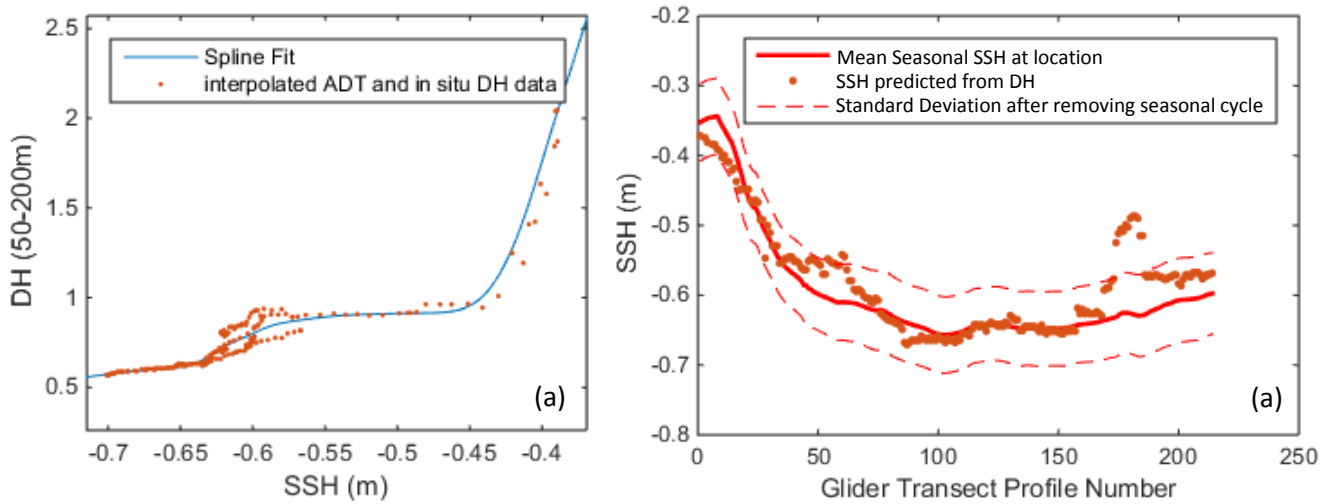 2.5
2
1.5
1
0.5
DH (50-200m)
Spline Fit
interpolated ADT and in situ DH data
(a)
-0.7 -0.65 -0.6 -0.55 -0.5 -0.45 -0.4
SSH (m)
-0.2
-0.3
-0.4
-0.5
-0.6
-0.7
-0.8
SSH (m)
Mean Seasonal SSH at location
SSH predicted from DH
Standard Deviation after removing seasonal cycle
(a)
0 50 100 150 200 250
Glider Transect Profile Number